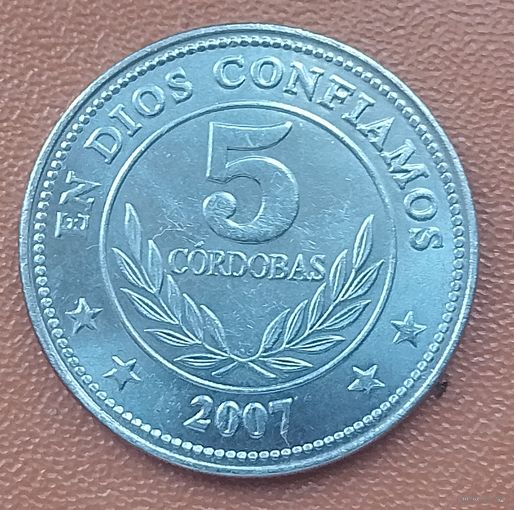 EN DIOS CONFIAMOS
5
CÓRDOBAS
2007